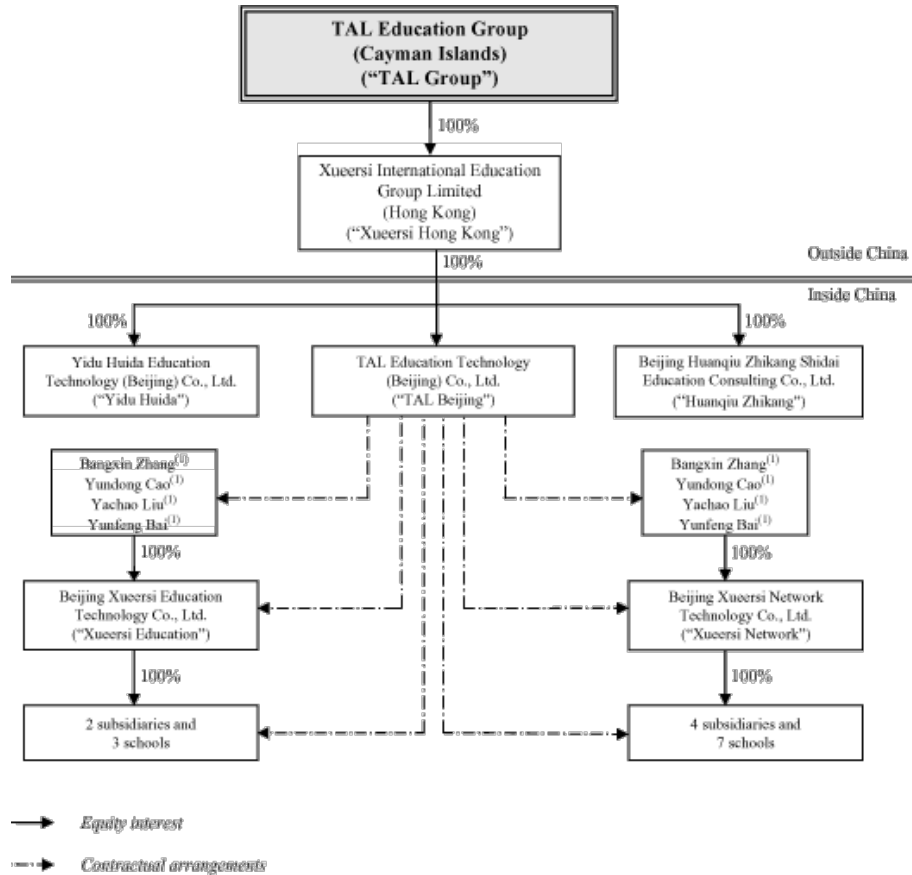 TAL Education Group
(Cayman Islands)
(“TAL Group”)
100%
Xueersi International Education
Group Limited
(Hong Kong)
(“Xueersi Hong Kong”)
100%
Outside China
Inside China
100%
100%
Yidu Huida Education
Technology (Beijing) Co., Ltd.
(“Yidu Huida”)
TAL Education Technology
(Beijing) Co., Ltd.
(“TAL Beijing”)
Beijing Huanqiu Zhikang Shidai
Education Consulting Co., Ltd.
(“Huanqiu Zhikang”)
Bangxin Zhang(1)
Yundong Cao(1)
Yachao Liu(1)
Yunfeng Bai(1)
Bangxin Zhang(1)
Yundong Cao(1)
Yachao Liu(1)
Yunfeng Bai(1)
100%
100%
Beijing Xueersi Education
Technology Co., Ltd.
(“Xueersi Education”)
Beijing Xueersi Network
Technology Co., Ltd.
(“Xueersi Network”)
100%
100%
2 subsidiaries and
3 schools
4 subsidiaries and
7 schools
Equity interest
Contractual arrangements